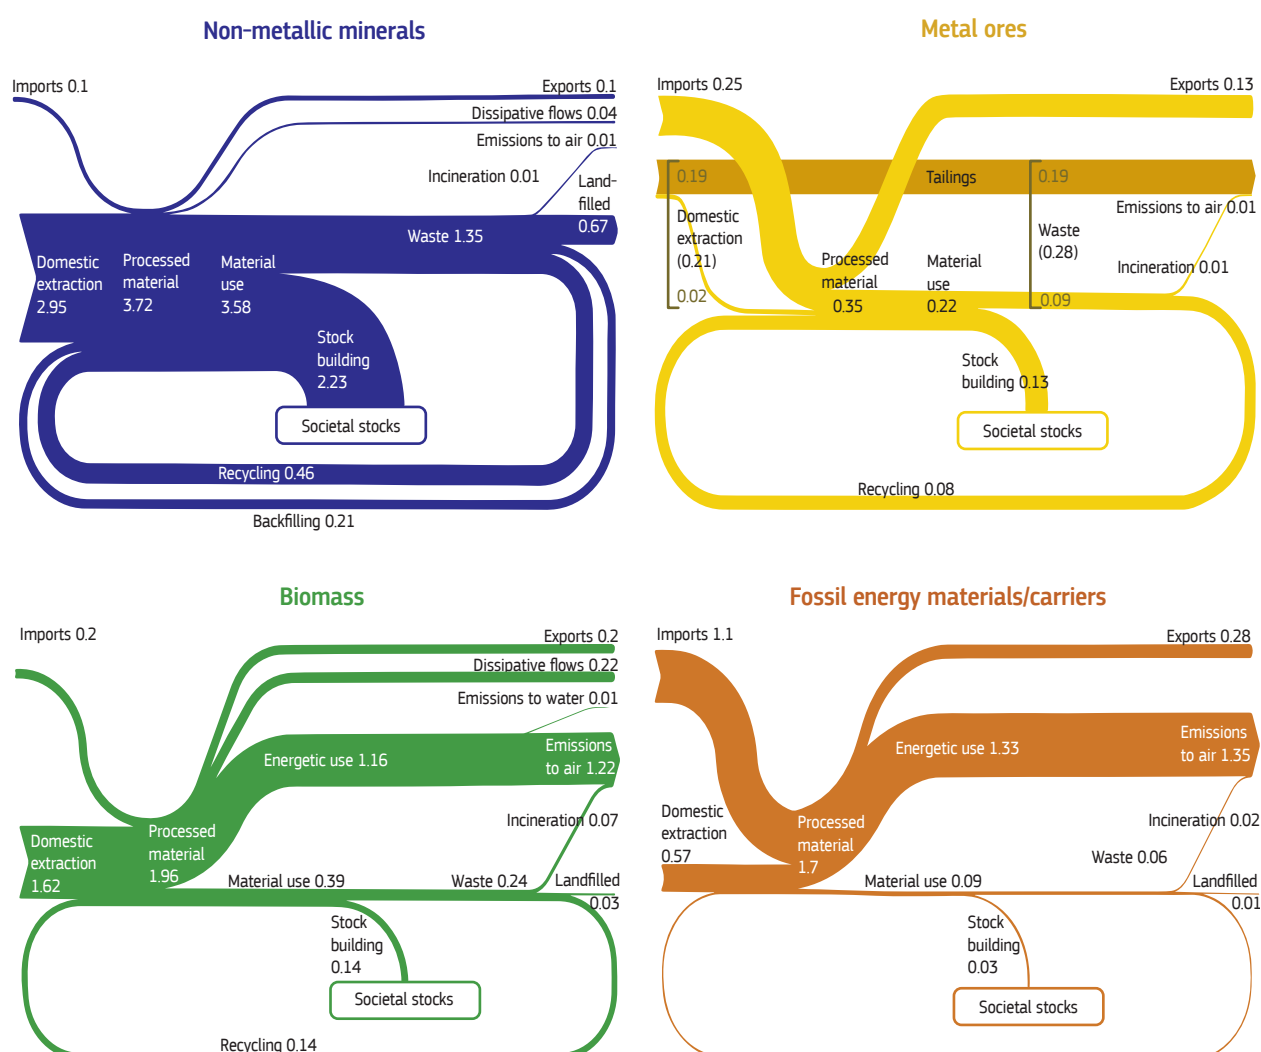 Non-metallic minerals
Imports 0.1
Exports 0.1
Dissipative flows 0.04
Emissions to air 0.01
Incineration 0.01
Land-
filled
0.67
Waste 1.35
Domestic
extraction
2.95
Processed
material
3.72
Material
use
3.58
Stock
building
2.23
Societal stocks
Recycling 0.46
Backfilling 0.21
Metal ores
Imports 0.25
Exports 0.13
0.19
Tailings
0.19
Emissions to air 0.01
Domestic
extraction
(0.21)
Waste
(0.28)
Incineration 0.01
Processed
material
0.35
Material
use
0.22
0.02
0.09
Stock
building 0.13
Societal stocks
Recycling 0.08
Biomass
Imports 0.2
Exports 0.2
Dissipative flows 0.22
Emissions to water 0.01
Energetic use 1.16
Emissions
to air 1.22
Incineration 0.07
Domestic
extraction
1.62
Processed
material
1.96
Material use 0.39
Waste 0.24
Landfilled
0.03
Stock
building
0.14
Societal stocks
Recycling 0.14
Fossil energy materials/carriers
Imports 1.1
Exports 0.28
Energetic use 1.33
Emissions
to air 1.35
Domestic
extraction
0.57
Processed
material
1.7
Incineration 0.02
Waste 0.06
Material use 0.09
Landfilled
0.01
Stock
building
0.03
Societal stocks